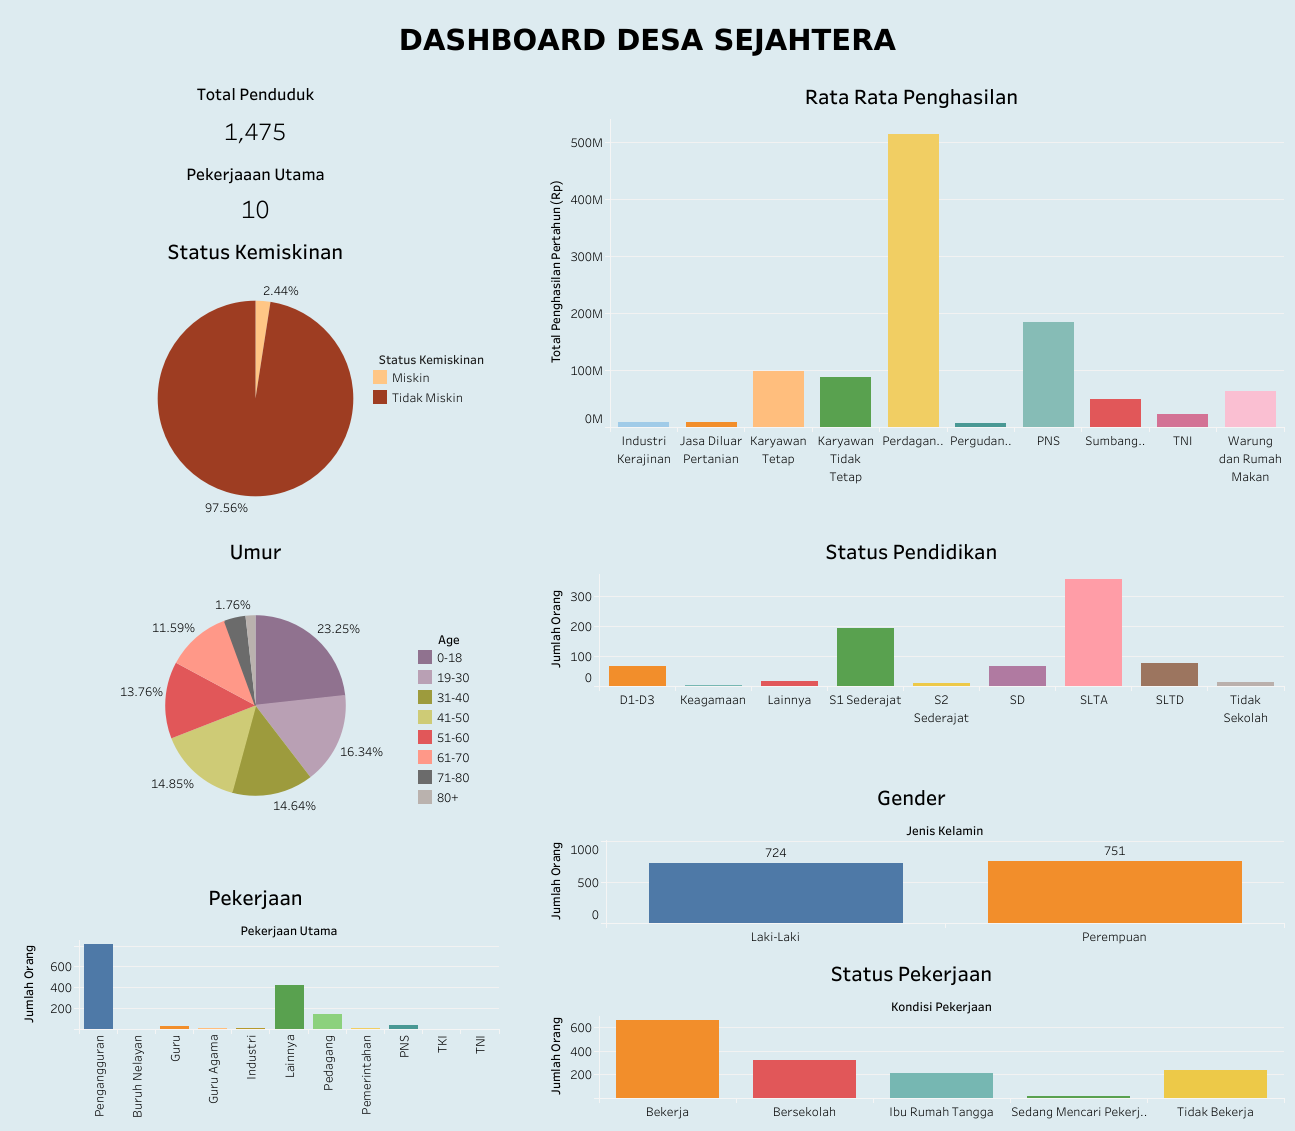 DASHBOARD DESA SEJAHTERA
Total Penduduk
1,475
Pekerjaaan Utama
10
Status Kemiskinan
2.44%
97.56%
Status Kemiskinan
Miskin
Tidak Miskin
Umur
1.76%
11.59%
23.25%
13.76%
16.34%
14.85%
14.64%
Age
0-18
19-30
31-40
41-50
51-60
61-70
71-80
80+
Pekerjaan
Pekerjaan Utama
Jumlah Orang
600
400
200
Pengangguran
Buruh Nelayan
Guru
Guru Agama
Industri
Lainnya
Pedagang
Pemerintahan
PNS
TKI
TNI
Rata Rata Penghasilan
Total Penghasilan Pertahun (Rp)
500M
400M
300M
200M
100M
0M
Industri Kerajinan
Jasa Diluar Pertanian
Karyawan Tetap
Karyawan Tidak Tetap
Perdagan..
Pergudan..
PNS
Sumbang..
TNI
Warung dan Rumah Makan
Status Pendidikan
Jumlah Orang
300
200
100
0
D1-D3
Keagamaan
Lainnya
S1 Sederajat
S2 Sederajat
SD
SLTA
SLTD
Tidak Sekolah
Gender
Jenis Kelamin
Jumlah Orang
1000
500
0
724
751
Laki-Laki
Perempuan
Status Pekerjaan
Kondisi Pekerjaan
Jumlah Orang
600
400
200
Bekerja
Bersekolah
Ibu Rumah Tangga
Sedang Mencari Pekerj..
Tidak Bekerja